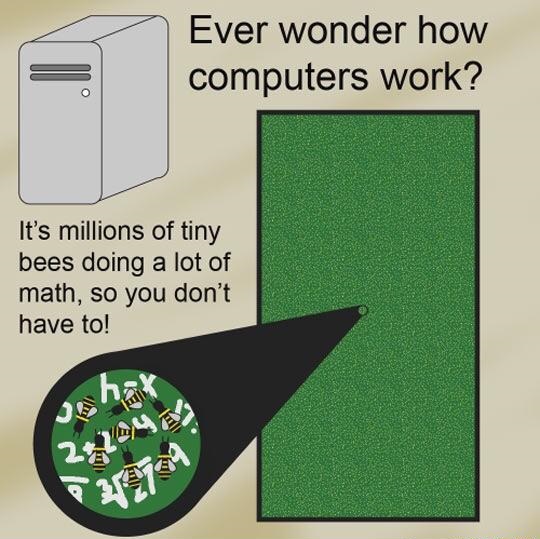 Ever wonder how
computers work?
It's millions of tiny
bees doing a lot of
math, so you don't
have to!
h-x